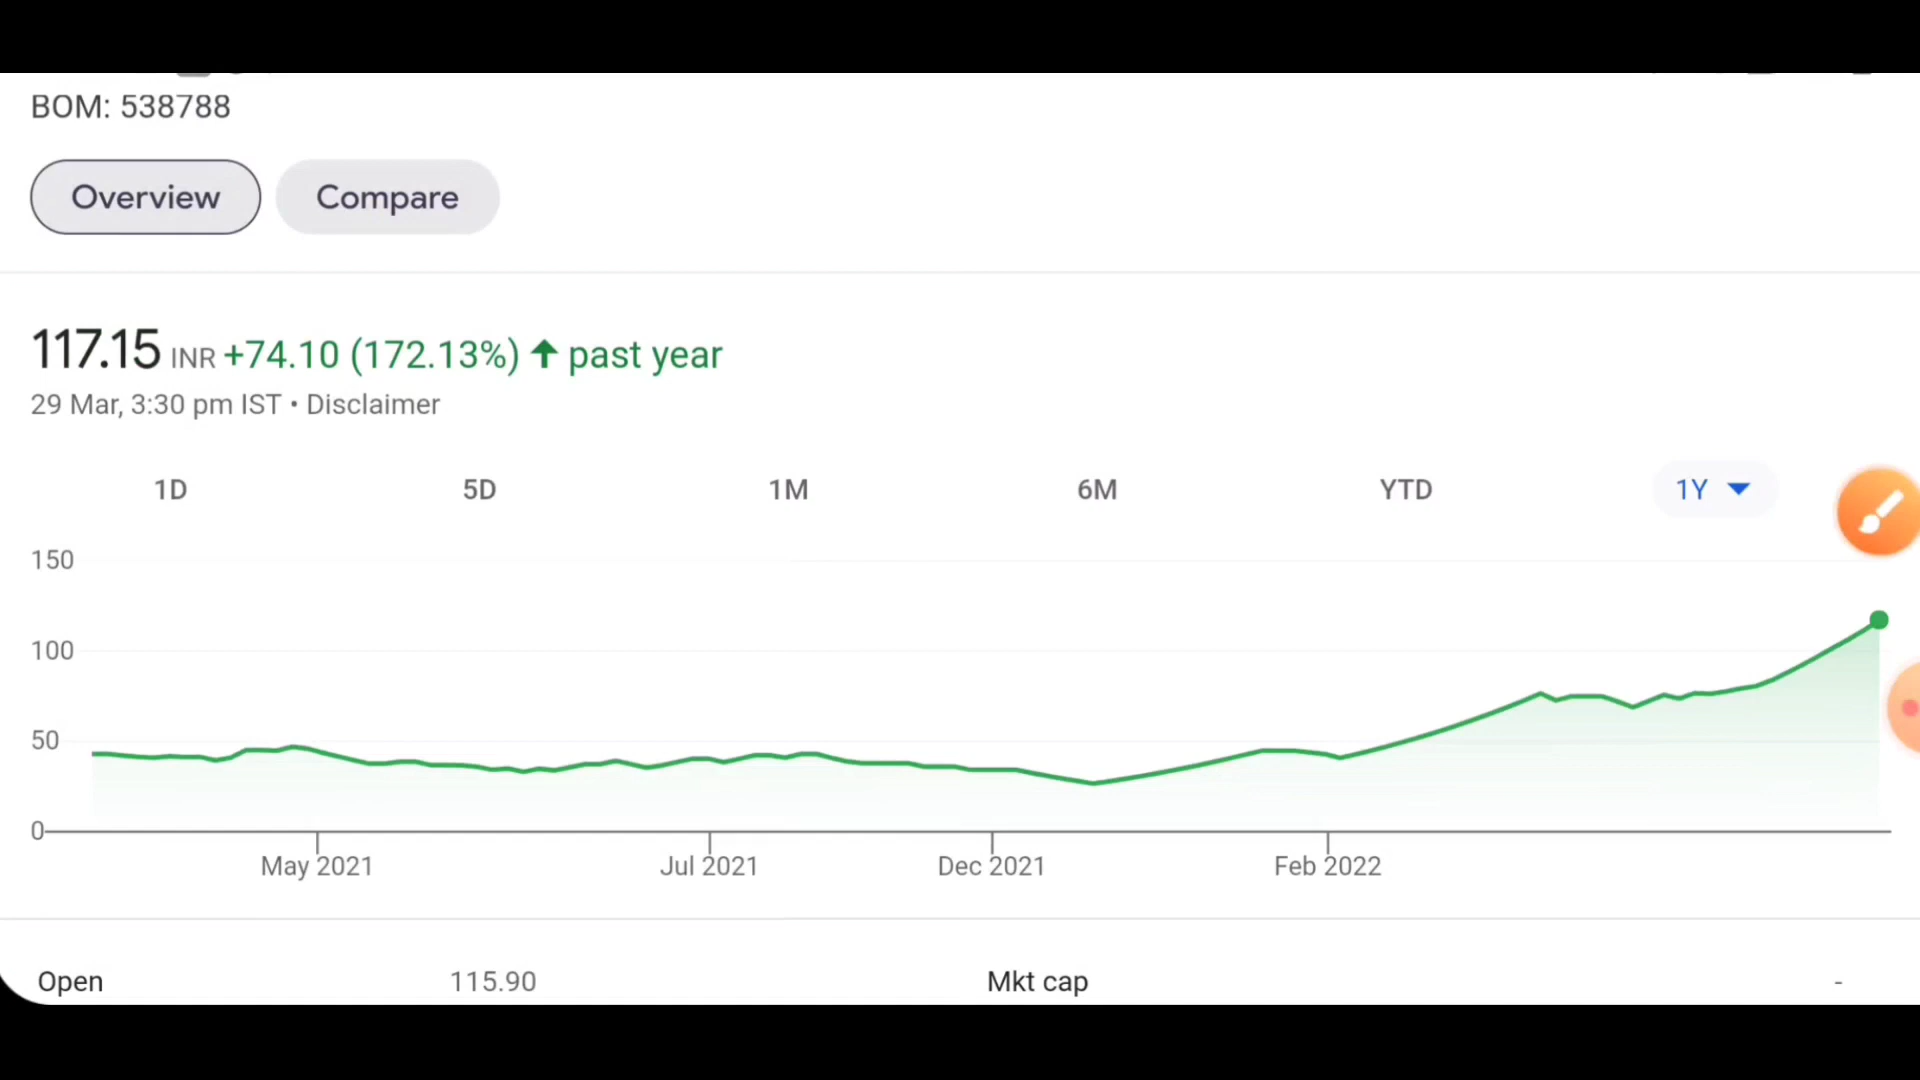 BOM: 538788
Overview Compare
117.15 INR +74.10 (172.13%) ↑ past year
29 Mar, 3:30 pm IST • Disclaimer
1D 5D 1M 6M YTD 1Y
150
100
50
0
May 2021 Jul 2021 Dec 2021 Feb 2022
Open 115.90 Mkt cap -